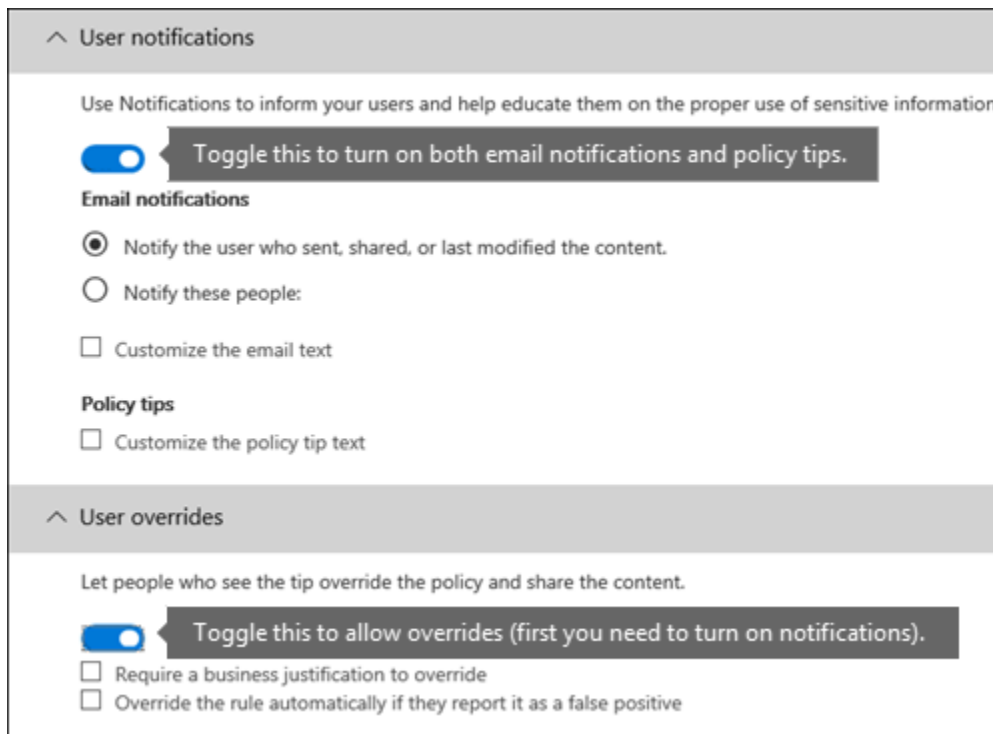 User notifications
Use Notifications to inform your users and help educate them on the proper use of sensitive information
Toggle this to turn on both email notifications and policy tips.
Email notifications
Notify the user who sent, shared, or last modified the content.
Notify these people:
Customize the email text
Policy tips
Customize the policy tip text
User overrides
Let people who see the tip override the policy and share the content.
Toggle this to allow overrides (first you need to turn on notifications).
Require a business justification to override
Override the rule automatically if they report it as a false positive